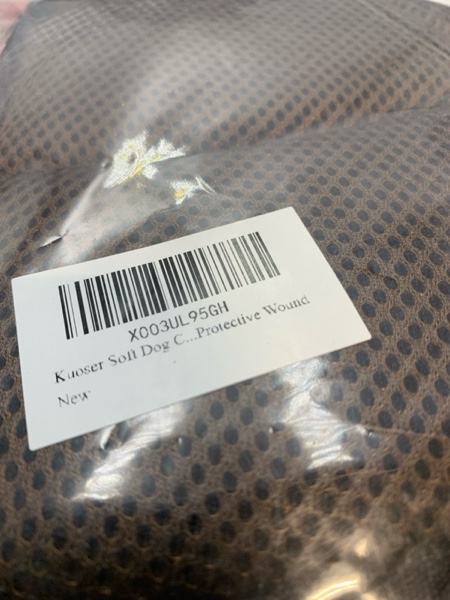 X003UL95GH
Kuoser Soft Dog C...Protective Wound
New